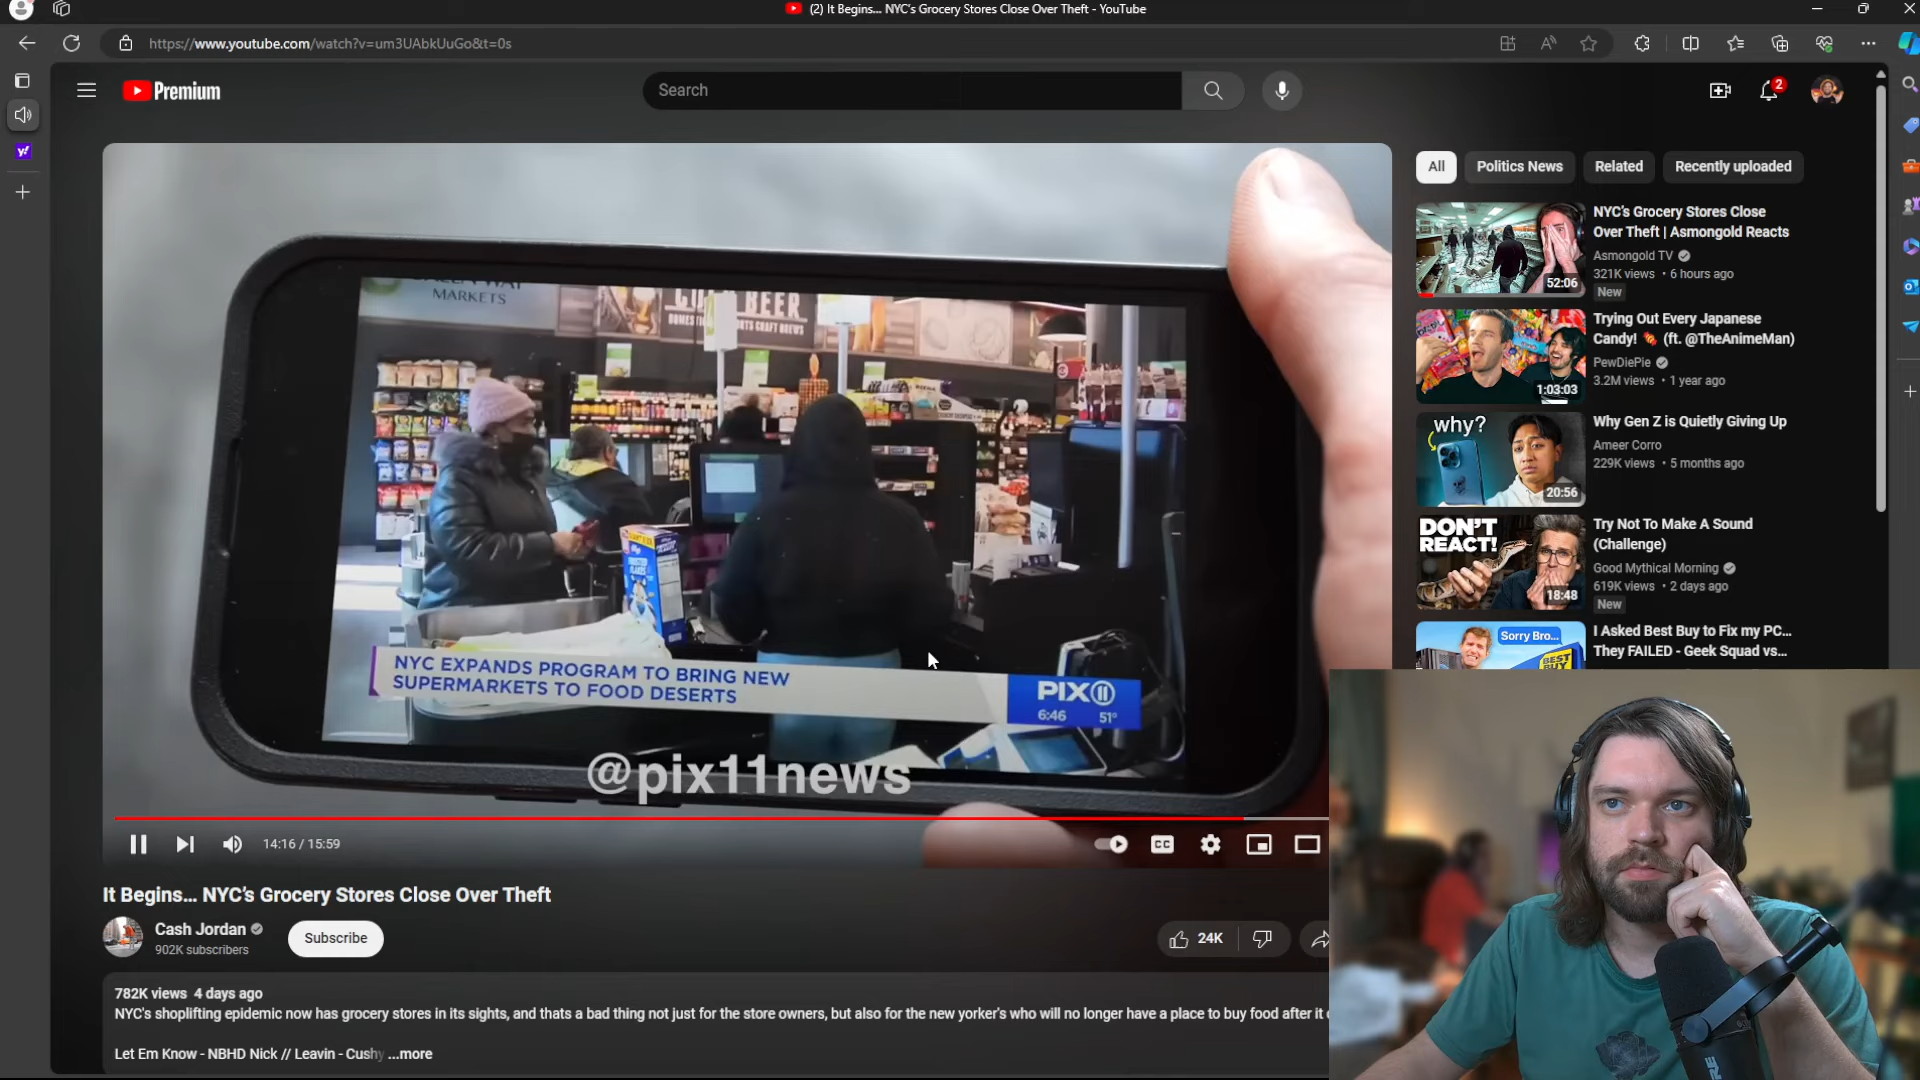 (2) It Begins... NYC's Grocery Stores Close Over Theft - YouTube
https://www.youtube.com/watch?v=um3UAbkUuGo&t=0s
Premium
Search
2
All
Politics News
Related
Recently uploaded
NYC's Grocery Stores Close
Over Theft | Asmongold Reacts
Asmongold TV
321K views • 6 hours ago
New
52:06
Trying Out Every Japanese
Candy! 🍬 (ft. @TheAnimeMan)
PewDiePie
3.2M views • 1 year ago
1:03:03
why?
Why Gen Z is Quietly Giving Up
Ameer Corro
229K views • 5 months ago
20:56
DON'T
REACT!
Try Not To Make A Sound
(Challenge)
Good Mythical Morning
619K views • 2 days ago
New
18:48
Sorry Bro...
BEST
I Asked Best Buy to Fix my PC...
They FAILED - Geek Squad vs...
MARKETS
BEER
CRAFT BREWS
NYC EXPANDS PROGRAM TO BRING NEW
SUPERMARKETS TO FOOD DESERTS
PIX11
6:46 51°
@pix11news
14:16 / 15:59
CC
It Begins... NYC's Grocery Stores Close Over Theft
Cash Jordan
902K subscribers
Subscribe
24K
782K views 4 days ago
NYC's shoplifting epidemic now has grocery stores in its sights, and thats a bad thing not just for the store owners, but also for the new yorker's who will no longer have a place to buy food after it
Let Em Know - NBHD Nick // Leavin - Cushy ...more